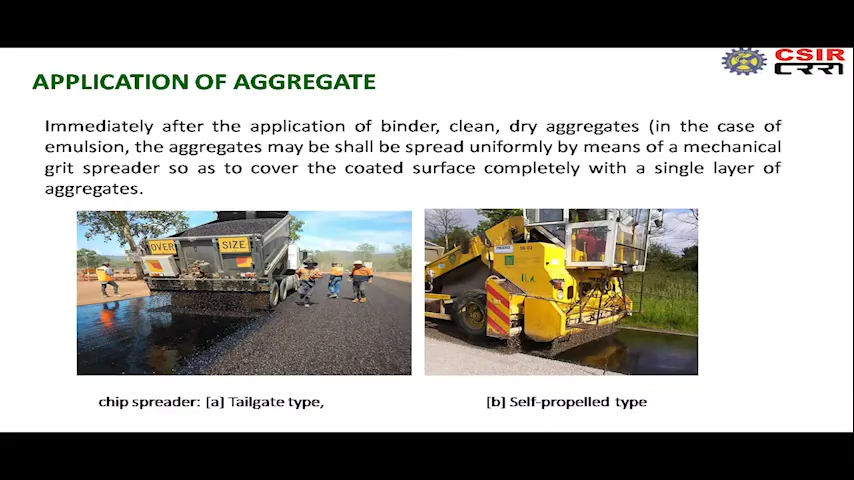 CSIR
CRRI
APPLICATION OF AGGREGATE
Immediately after the application of binder, clean, dry aggregates (in the case of
emulsion, the aggregates may be shall be spread uniformly by means of a mechanical
grit spreader so as to cover the coated surface completely with a single layer of
aggregates.
OVER SIZE
chip spreader: [a] Tailgate type,
[b] Self-propelled type